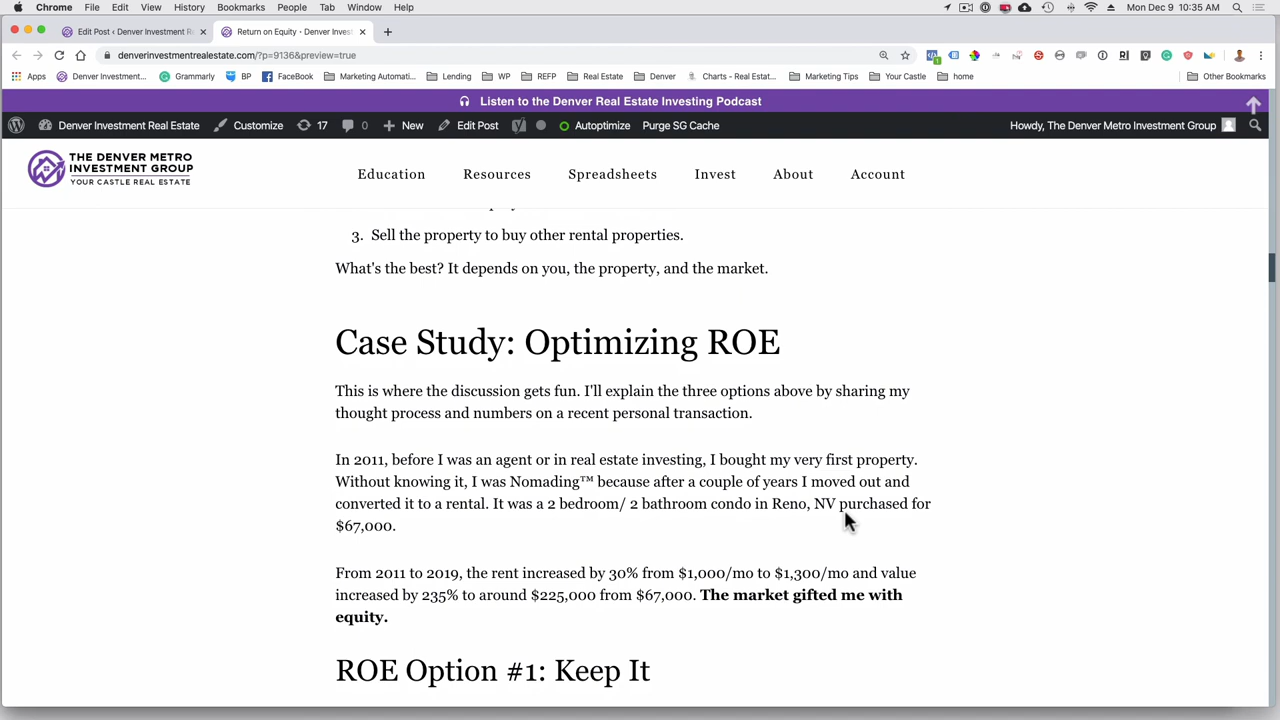 Chrome File Edit View History Bookmarks People Tab Window Help Mon Dec 9 10:35 AM
Edit Post ‹ Denver Investment R
Return on Equity - Denver Inves
denverinvestmentrealestate.com/?p=9136&preview=true
Apps Denver Investment... Grammarly BP FaceBook Marketing Automati... Lending WP REFP Real Estate Denver Charts - Real Estat... Marketing Tips Your Castle home Other Bookmarks
Listen to the Denver Real Estate Investing Podcast
Denver Investment Real Estate Customize 17 0 New Edit Post Autoptimize Purge SG Cache Howdy, The Denver Metro Investment Group
THE DENVER METRO
INVESTMENT GROUP
YOUR CASTLE REAL ESTATE
Education Resources Spreadsheets Invest About Account
3. Sell the property to buy other rental properties.
What's the best? It depends on you, the property, and the market.
Case Study: Optimizing ROE
This is where the discussion gets fun. I'll explain the three options above by sharing my
thought process and numbers on a recent personal transaction.
In 2011, before I was an agent or in real estate investing, I bought my very first property.
Without knowing it, I was Nomading™ because after a couple of years I moved out and
converted it to a rental. It was a 2 bedroom/ 2 bathroom condo in Reno, NV purchased for
$67,000.
From 2011 to 2019, the rent increased by 30% from $1,000/mo to $1,300/mo and value
increased by 235% to around $225,000 from $67,000. The market gifted me with
equity.
ROE Option #1: Keep It